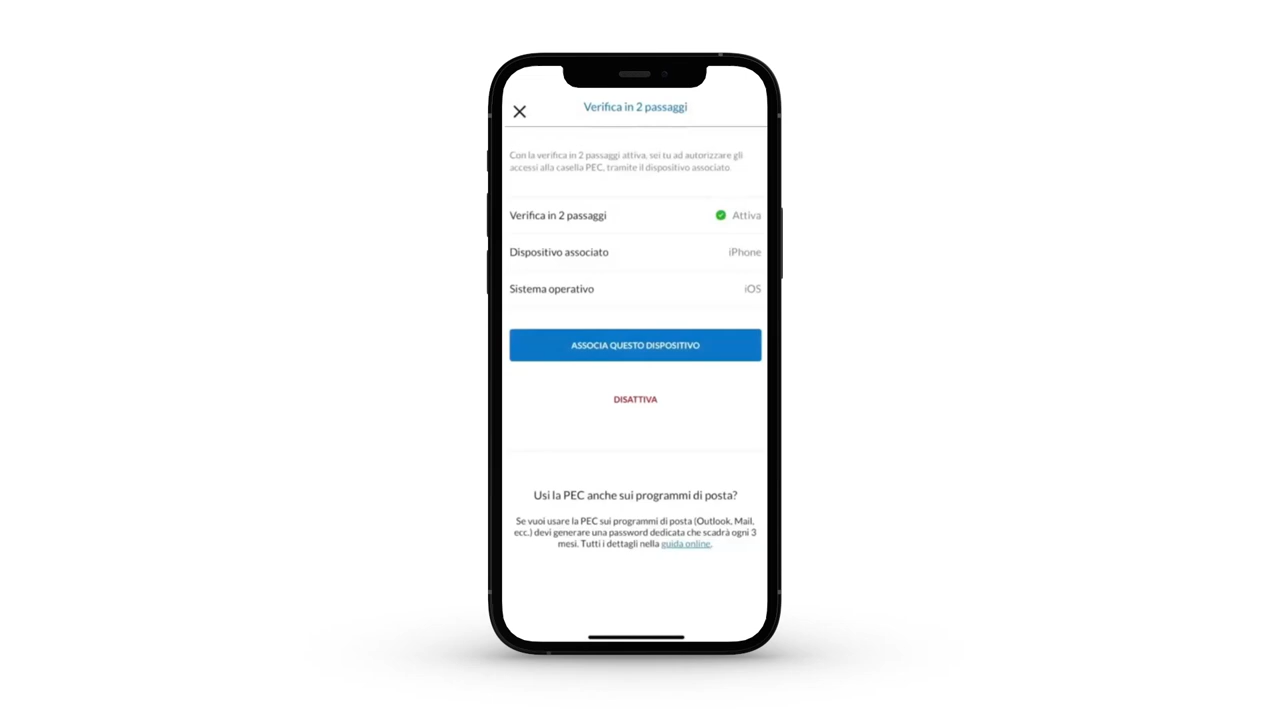 Verifica in 2 passaggi
Con la verifica in 2 passaggi attiva, sei tu ad autorizzare gli
accessi alla casella PEC, tramite il dispositivo associato.
Verifica in 2 passaggi Attiva
Dispositivo associato iPhone
Sistema operativo iOS
ASSOCIA QUESTO DISPOSITIVO
DISATTIVA
Usi la PEC anche sui programmi di posta?
Se vuoi usare la PEC sui programmi di posta (Outlook, Mail,
ecc.) devi generare una password dedicata che scadrà ogni 3
mesi. Tutti i dettagli nella guida online.